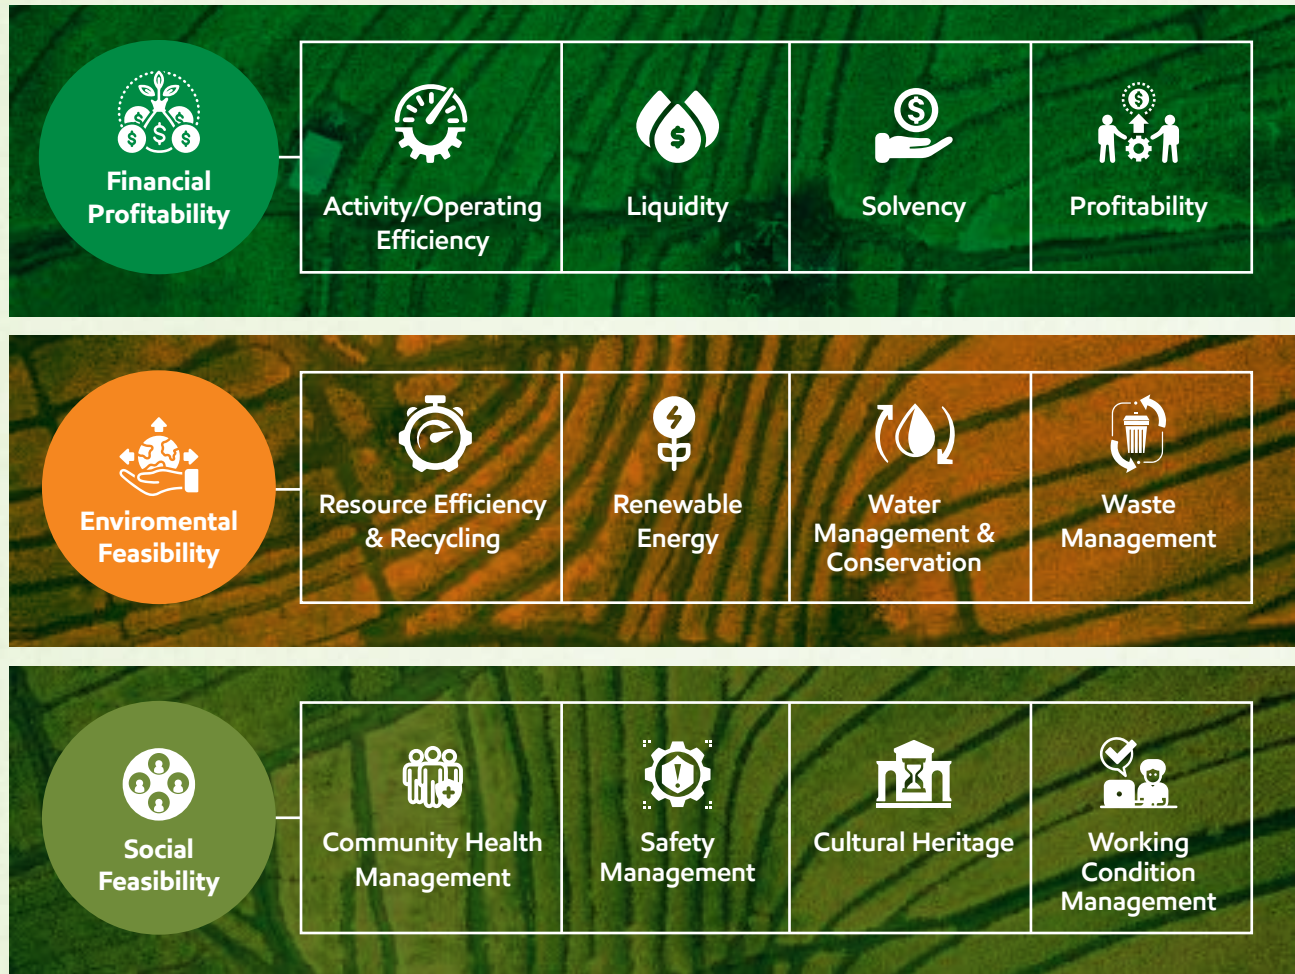 Financial
Profitability
Activity/Operating
Efficiency
Liquidity
Solvency
Profitability
Enviromental
Feasibility
Resource Efficiency
& Recycling
Renewable
Energy
Water
Management &
Conservation
Waste
Management
Social
Feasibility
Community Health
Management
Safety
Management
Cultural Heritage
Working
Condition
Management